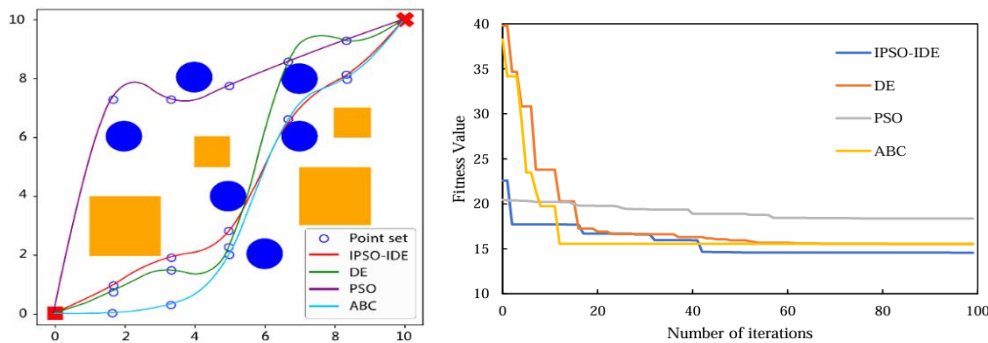 10
8
6
4
2
0
0 2 4 6 8 10
Point set
IPSO-IDE
DE
PSO
ABC
Fitness Value
40
35
30
25
20
15
10
0 20 40 60 80 100
Number of iterations
IPSO-IDE
DE
PSO
ABC